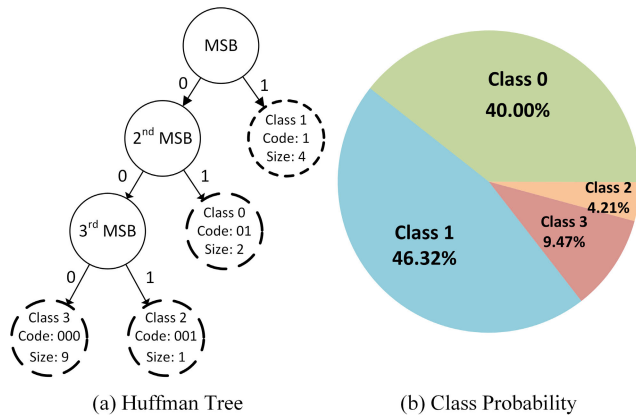 MSB
0
1
2nd MSB
Class 1
Code: 1
Size: 4
0
1
3rd MSB
Class 0
Code: 01
Size: 2
0
1
Class 3
Code: 000
Size: 9
Class 2
Code: 001
Size: 1
(a) Huffman Tree
Class 0
40.00%
Class 2
4.21%
Class 3
9.47%
Class 1
46.32%
(b) Class Probability